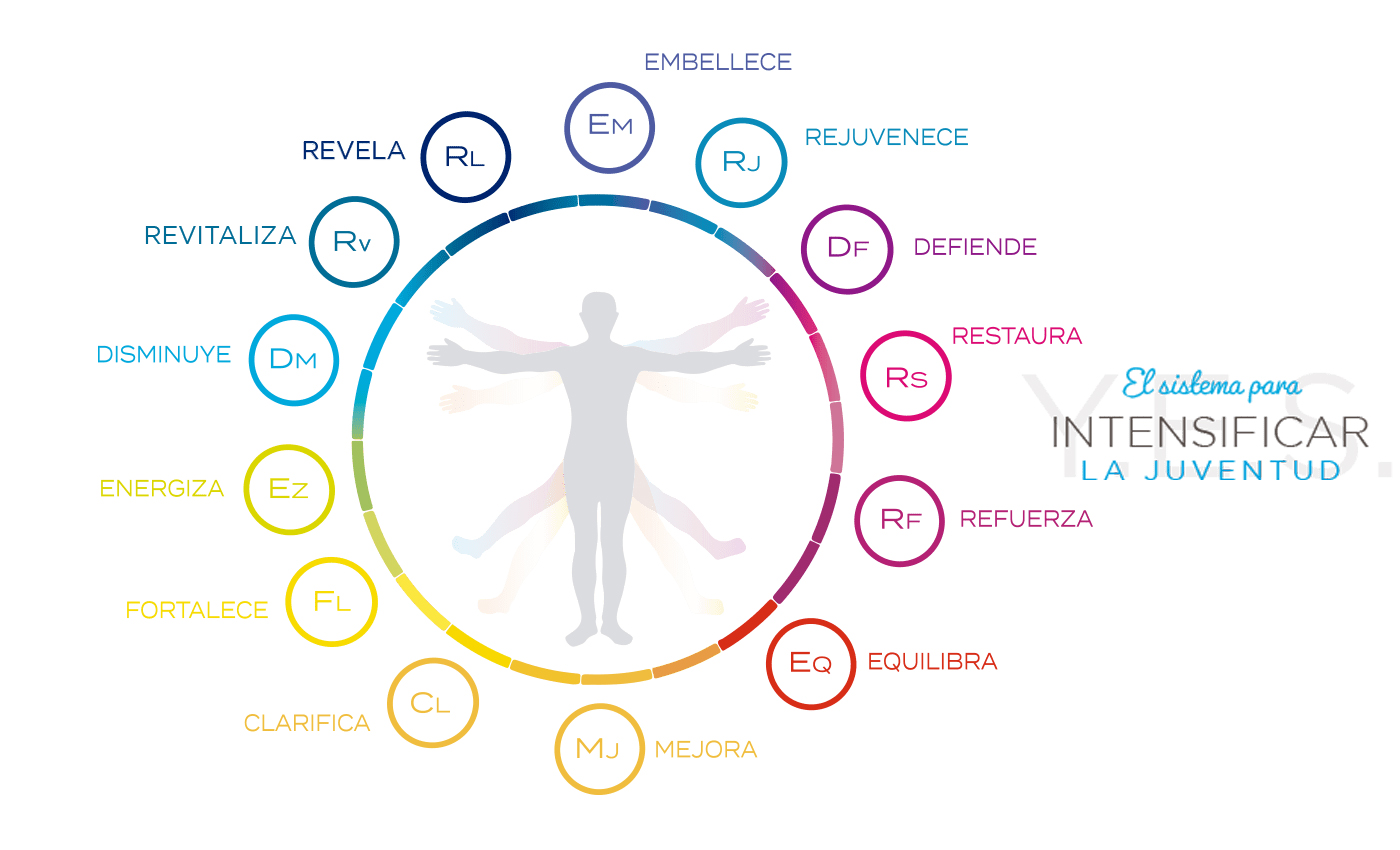 EMBELLECE
EM
REJUVENECE
RJ
DEFIENDE
DF
RESTAURA
RS
REFUERZA
RF
EQUILIBRA
EQ
MEJORA
MJ
CLARIFICA
CL
FORTALECE
FL
ENERGIZA
EZ
DISMINUYE
DM
REVITALIZA
RV
REVELA
RL
Y.E.S.
El sistema para
INTENSIFICAR
LA JUVENTUD